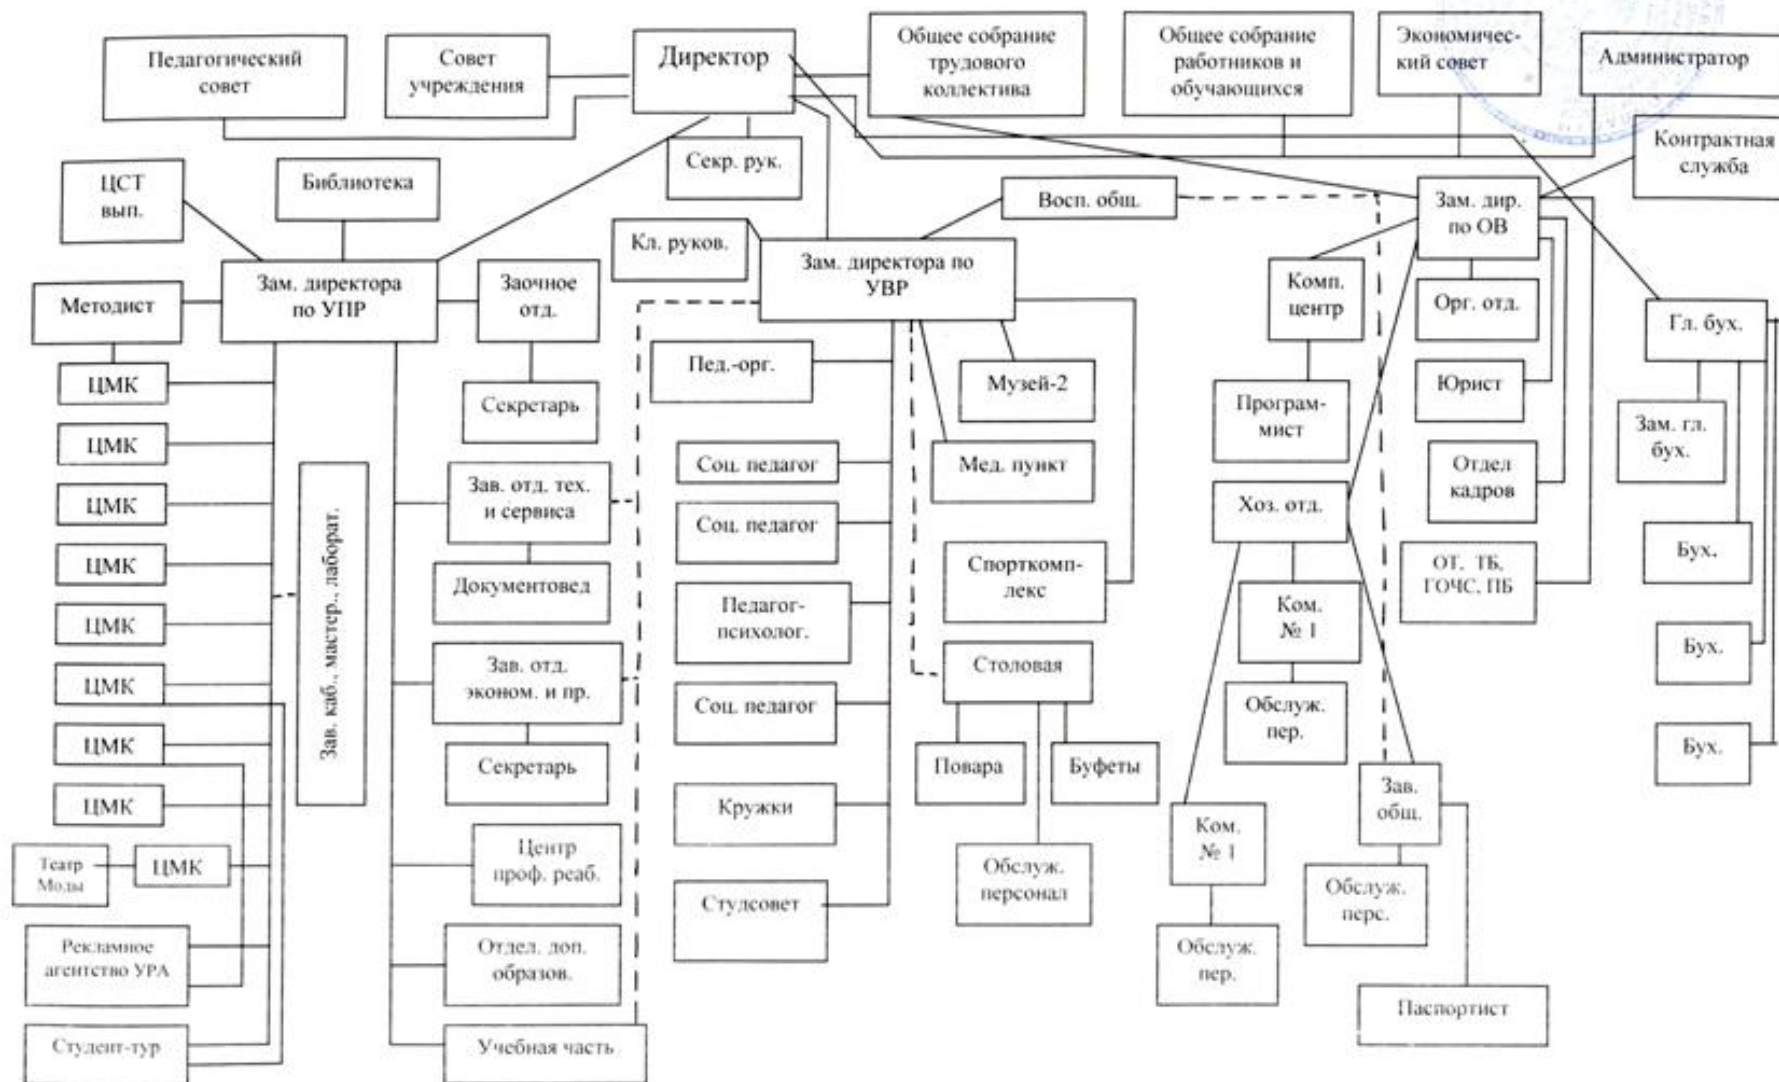 Педагогический
совет
Совет
учреждения
Директор
Общее собрание
трудового
коллектива
Общее собрание
работников и
обучающихся
Экономичес-
кий совет
Администратор
Секр. рук.
Контрактная
служба
ЦСТ
вып.
Библиотека
Восп. общ.
Зам. дир.
по ОВ
Кл. руков.
Зам. директора
по УПР
Заочное
отд.
Зам. директора по
УВР
Комп.
центр
Орг. отд.
Гл. бух.
Методист
ЦМК
Секретарь
Пед.-орг.
Музей-2
Програм-
мист
Юрист
Зам. гл.
бух.
ЦМК
Соц. педагог
Мед. пункт
Отдел
кадров
ЦМК
Зав. отд. тех.
и сервиса
Соц. педагог
Хоз. отд.
Бух.
ЦМК
Документовед
Спорткомп-
лекс
ОТ, ТБ,
ГОЧС, ПБ
ЦМК
Зав. каб., мастер., лаборат.
Педагог-
психолог.
Ком.
№ 1
Бух.
ЦМК
Зав. отд.
эконом. и пр.
Столовая
Соц. педагог
Обслуж.
пер.
ЦМК
Секретарь
Повара
Буфеты
Бух.
ЦМК
Кружки
Зав.
общ.
Ком.
№ 1
Театр
Моды
ЦМК
Центр
проф. реаб.
Обслуж.
персонал
Студсовет
Обслуж.
перс.
Рекламное
агентство УРА
Отдел. доп.
образов.
Обслуж.
пер.
Паспортист
Студент-тур
Учебная часть